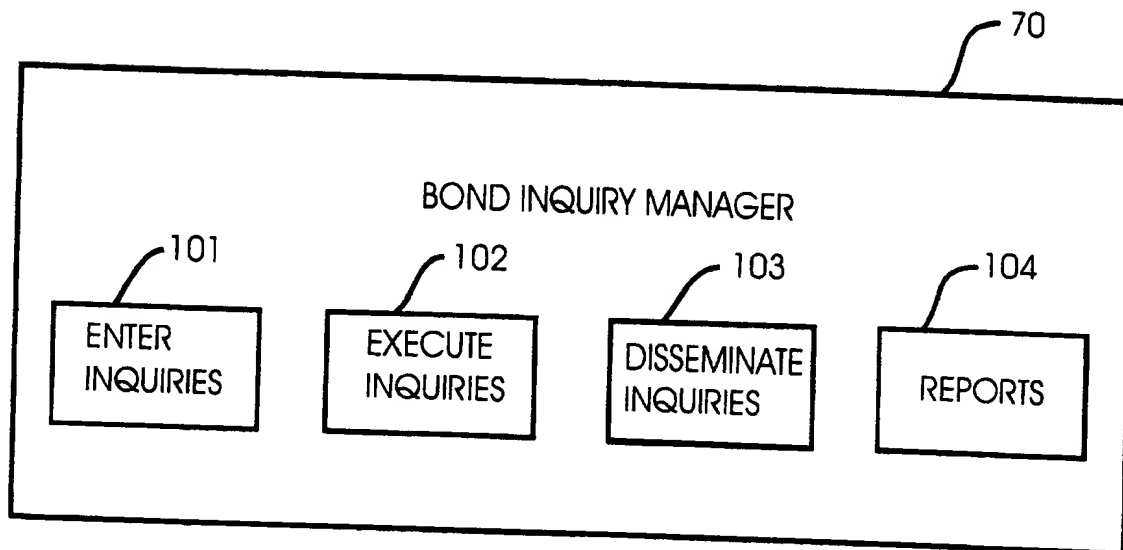 70
BOND INQUIRY MANAGER
101
102
103
104
ENTER
INQUIRIES
EXECUTE
INQUIRIES
DISSEMINATE
INQUIRIES
REPORTS